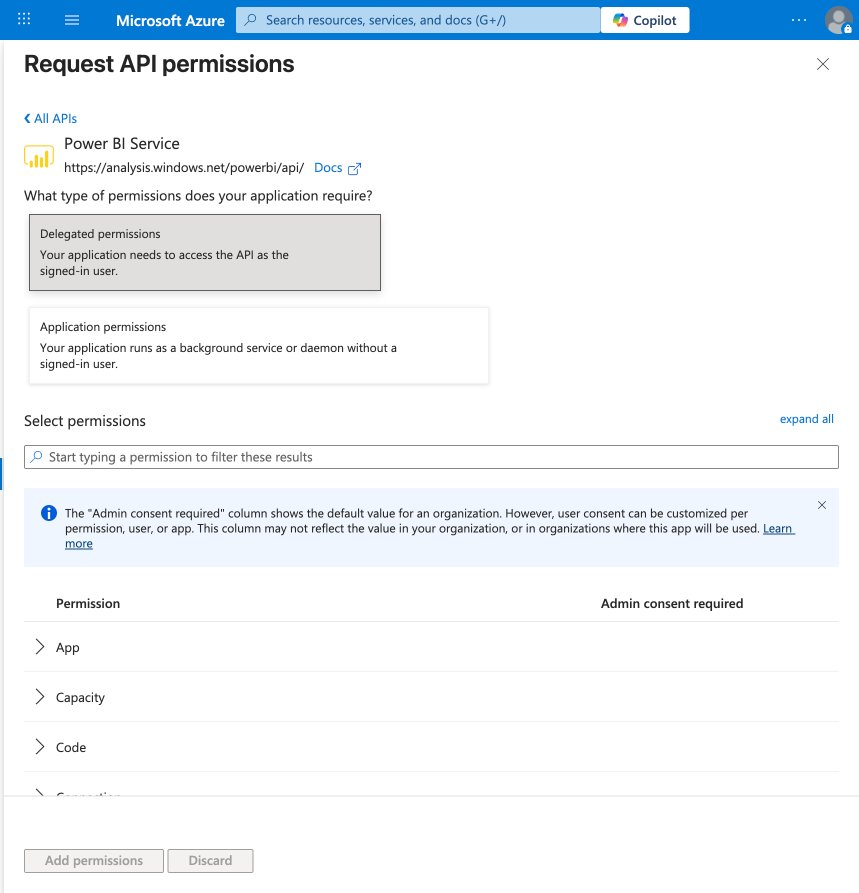 Microsoft Azure
Search resources, services, and docs (G+/)
Copilot
Request API permissions
All APIs
Power BI Service
https://analysis.windows.net/powerbi/api/ Docs
What type of permissions does your application require?
Delegated permissions
Your application needs to access the API as the
signed-in user.
Application permissions
Your application runs as a background service or daemon without a
signed-in user.
Select permissions
expand all
Start typing a permission to filter these results
The "Admin consent required" column shows the default value for an organization. However, user consent can be customized per
permission, user, or app. This column may not reflect the value in your organization, or in organizations where this app will be used. Learn
more
Permission
Admin consent required
App
Capacity
Code
Add permissions
Discard